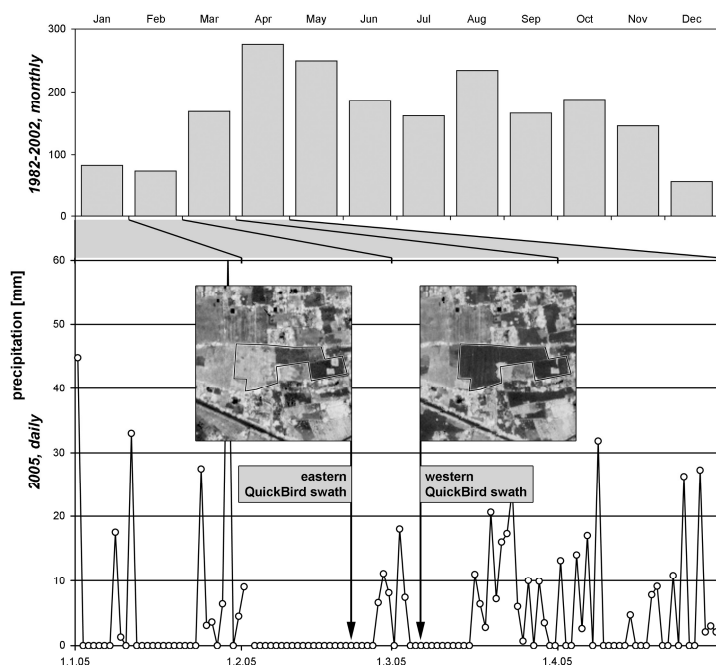 Jan Feb Mar Apr May Jun Jul Aug Sep Oct Nov Dec
300
200
100
0
1982-2002, monthly
60
50
40
30
20
10
0
precipitation [mm]
2005, daily
eastern
QuickBird swath
western
QuickBird swath
1.1.05 1.2.05 1.3.05 1.4.05